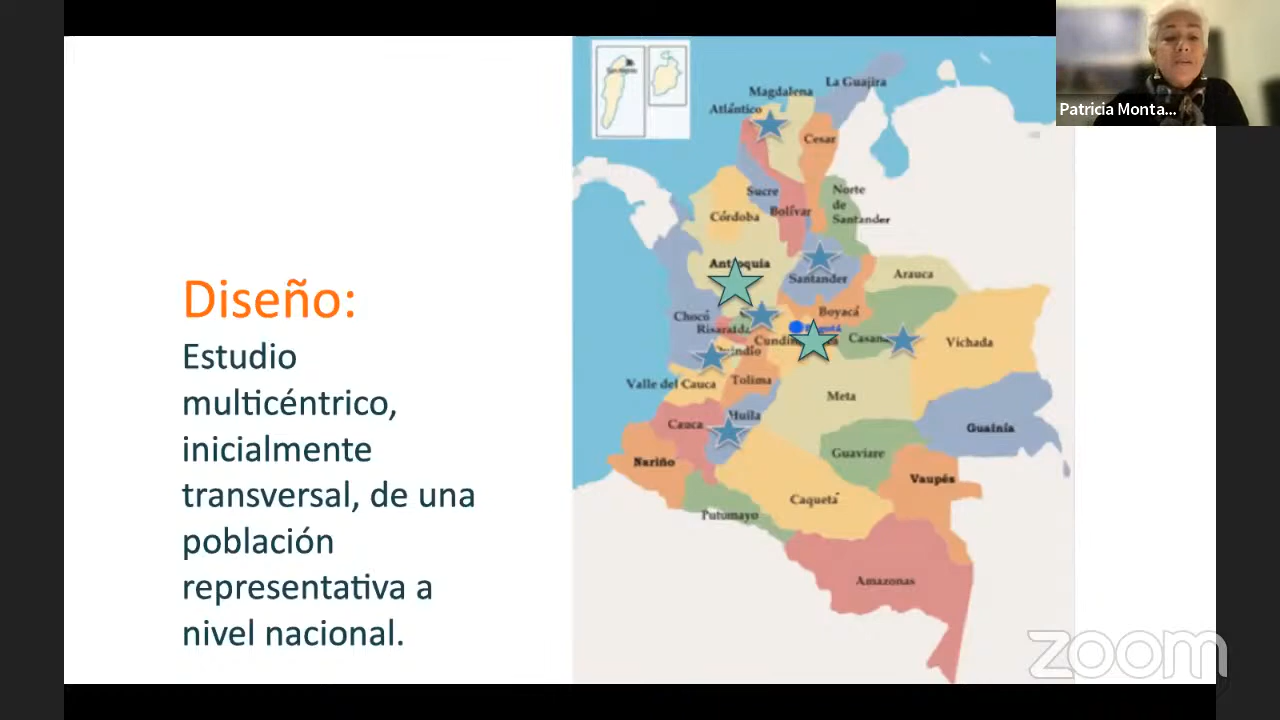 Patricia Monta...
La Guajira
Magdalena
Atlántico
Cesar
Sucre
Norte
de
Santander
Bolívar
Córdoba
Antioquia
Santander
Arauca
Boyacá
Chocó
Risaralda
Vichada
Valle del Cauca
Tolima
Meta
Huila
Cauca
Guainía
Guaviare
Nariño
Vaupés
Caquetá
Putumayo
Amazonas
Diseño:
Estudio
multicéntrico,
inicialmente
transversal, de una
población
representativa a
nivel nacional.
zoom